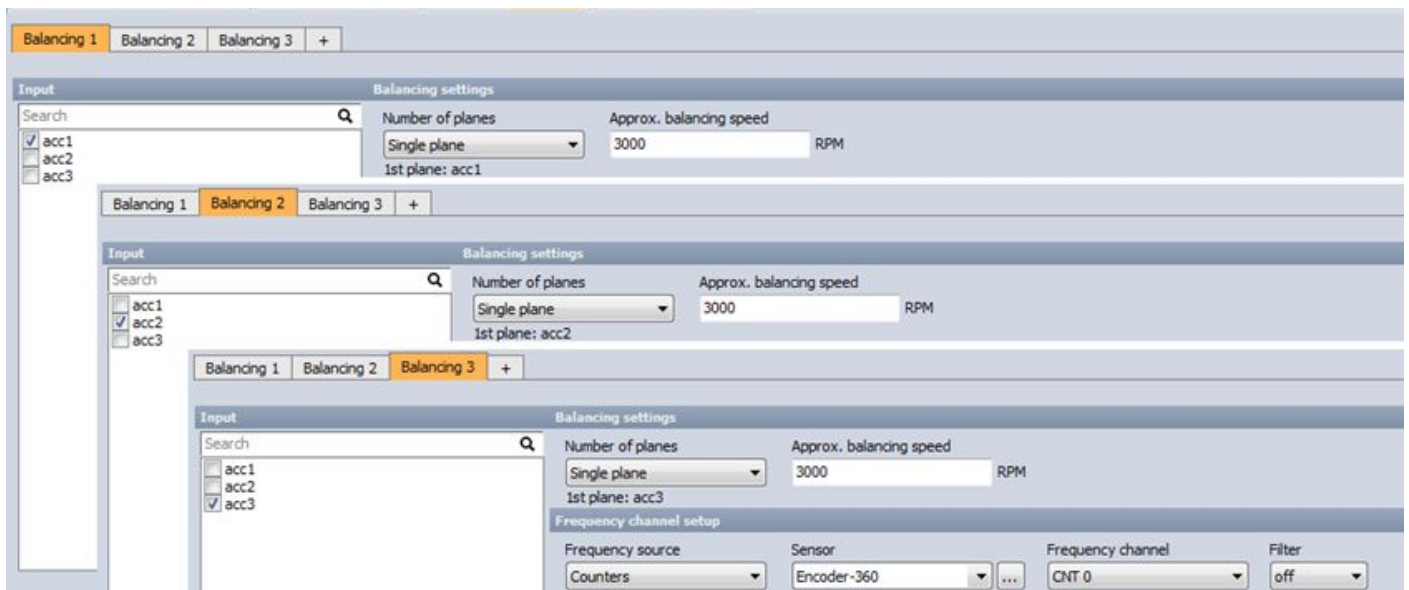 Balancing 1 Balancing 2 Balancing 3 +
Input Balancing settings
Search Number of planes Approx. balancing speed
acc1 Single plane 3000 RPM
acc2
acc3 1st plane: acc1
Balancing 1 Balancing 2 Balancing 3 +
Input Balancing settings
Search Number of planes Approx. balancing speed
acc1 Single plane 3000 RPM
acc2
acc3 1st plane: acc2
Balancing 1 Balancing 2 Balancing 3 +
Input Balancing settings
Search Number of planes Approx. balancing speed
acc1 Single plane 3000 RPM
acc2
acc3 1st plane: acc3
Frequency channel setup
Frequency source Sensor Frequency channel Filter
Counters Encoder-360 ... CNT 0 off